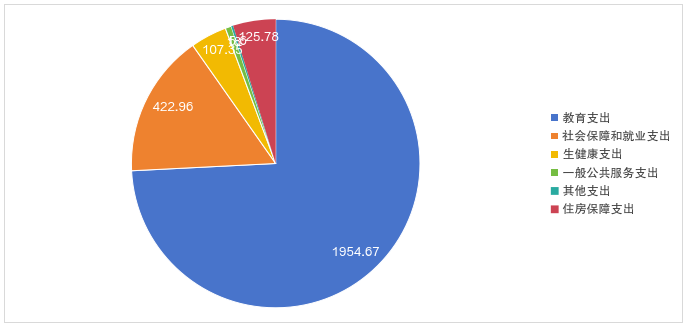 125.78
107.35
422.96
1954.67
教育支出
社会保障和就业支出
生健康支出
一般公共服务支出
其他支出
住房保障支出